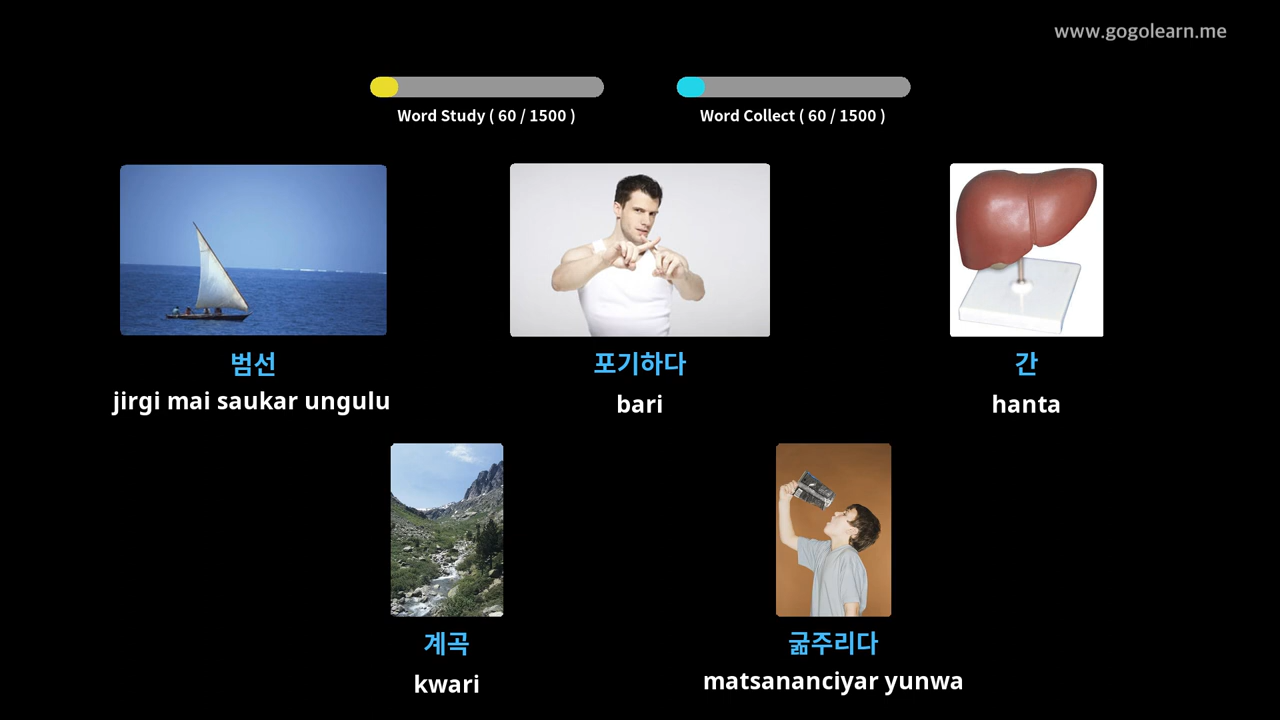 www.gogolearn.me
Word Study ( 60 / 1500 )
Word Collect ( 60 / 1500 )
범선
jirgi mai saukar ungulu
포기하다
bari
간
hanta
계곡
kwari
굶주리다
matsananciyar yunwa